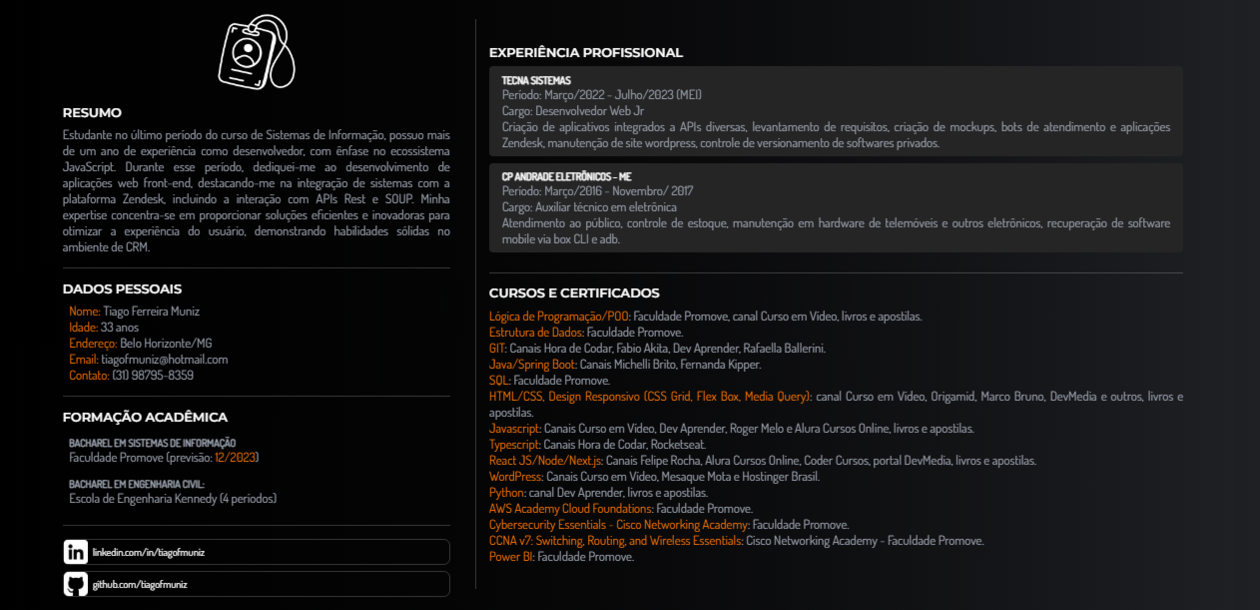 RESUMO
Estudante no último período do curso de Sistemas de Informação, possuo mais
de um ano de experiência como desenvolvedor, com ênfase no ecossistema
JavaScript. Durante esse período, dediquei-me ao desenvolvimento de
aplicações web front-end, destacando-me na integração de sistemas com a
plataforma Zendesk, incluindo a interação com APIs Rest e SOUP. Minha
expertise concentra-se em proporcionar soluções eficientes e inovadoras para
otimizar a experiência do usuário, demonstrando habilidades sólidas no
ambiente de CRM.
DADOS PESSOAIS
Nome: Tiago Ferreira Muniz
Idade: 33 anos
Endereço: Belo Horizonte/MG
Email: tiagofmuniz@hotmail.com
Contato: (31) 98795-8359
FORMAÇÃO ACADÊMICA
BACHAREL EM SISTEMAS DE INFORMAÇÃO
Faculdade Promove (previsão: 12/2023)
BACHAREL EM ENGENHARIA CIVIL:
Escola de Engenharia Kennedy (4 períodos)
linkedin.com/in/tiagofmuniz
github.com/tiagofmuniz
EXPERIÊNCIA PROFISSIONAL
TECNA SISTEMAS
Período: Março/2022 - Julho/2023 (MEI)
Cargo: Desenvolvedor Web Jr
Criação de aplicativos integrados a APIs diversas, levantamento de requisitos, criação de mockups, bots de atendimento e aplicações
Zendesk, manutenção de site wordpress, controle de versionamento de softwares privados.
CP ANDRADE ELETRÔNICOS - ME
Período: Março/2016 - Novembro/ 2017
Cargo: Auxiliar técnico em eletrônica
Atendimento ao público, controle de estoque, manutenção em hardware de telemóveis e outros eletrônicos, recuperação de software
mobile via box CLI e adb.
CURSOS E CERTIFICADOS
Lógica de Programação/POO: Faculdade Promove, canal Curso em Vídeo, livros e apostilas.
Estrutura de Dados: Faculdade Promove.
GIT: Canais Hora de Codar, Fabio Akita, Dev Aprender, Rafaella Ballerini.
Java/Spring Boot: Canais Michelli Brito, Fernanda Kipper.
SQL: Faculdade Promove.
HTML/CSS, Design Responsivo (CSS Grid, Flex Box, Media Query): canal Curso em Vídeo, Origamid, Marco Bruno, DevMedia e outros, livros e
apostilas.
Javascript: Canais Curso em Vídeo, Dev Aprender, Roger Melo e Alura Cursos Online, livros e apostilas.
Typescript: Canais Hora de Codar, Rocketseat.
React JS/Node/Next.js: Canais Felipe Rocha, Alura Cursos Online, Coder Cursos, portal DevMedia, livros e apostilas.
WordPress: Canais Curso em Vídeo, Mesaque Mota e Hostinger Brasil.
Python: canal Dev Aprender, livros e apostilas.
AWS Academy Cloud Foundations: Faculdade Promove.
Cybersecurity Essentials - Cisco Networking Academy: Faculdade Promove.
CCNA v7: Switching, Routing, and Wireless Essentials: Cisco Networking Academy - Faculdade Promove.
Power BI: Faculdade Promove.